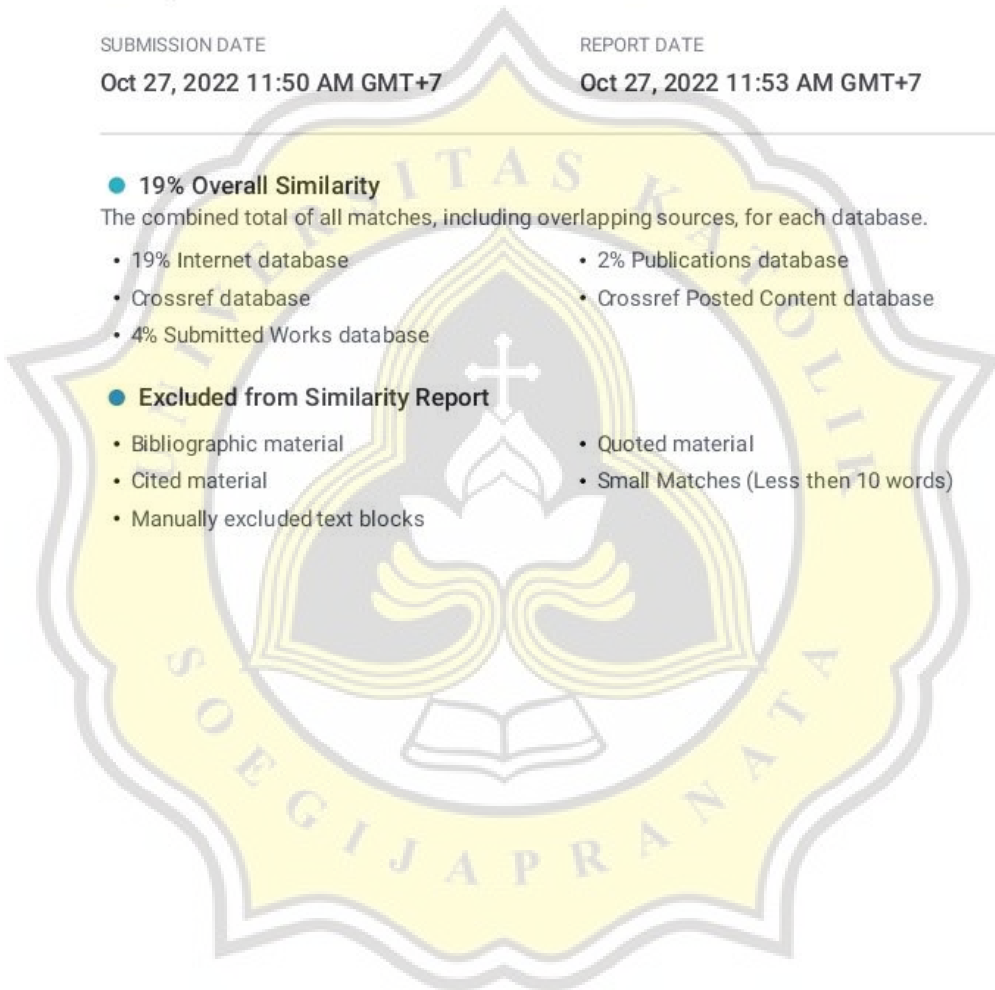 SUBMISSION DATE
REPORT DATE
Oct 27, 2022 11:50 AM GMT+7
Oct 27, 2022 11:53 AM GMT+7
19% Overall Similarity
The combined total of all matches, including overlapping sources, for each database.
• 19% Internet database
• 2% Publications database
• Crossref database
• Crossref Posted Content database
• 4% Submitted Works database
Excluded from Similarity Report
• Bibliographic material
• Quoted material
• Cited material
• Small Matches (Less then 10 words)
• Manually excluded text blocks
UNIVERSITAS KATOLIK
SOEGIJAPRANATA